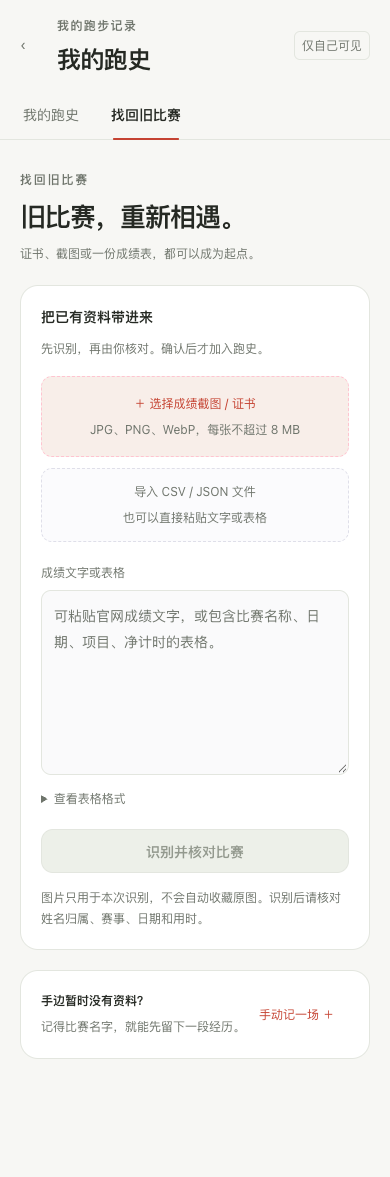 我的跑步记录
‹
我的跑史
仅自己可见
我的跑史
找回旧比赛
找回旧比赛
旧比赛，重新相遇。
证书、截图或一份成绩表，都可以成为起点。
把已有资料带进来
先识别，再由你核对。确认后才加入跑史。
＋ 选择成绩截图 / 证书
JPG、PNG、WebP，每张不超过 8 MB
导入 CSV / JSON 文件
也可以直接粘贴文字或表格
成绩文字或表格
可粘贴官网成绩文字，或包含比赛名称、日
期、项目、净计时的表格。
▶ 查看表格格式
识别并核对比赛
图片只用于本次识别，不会自动收藏原图。识别后请核对
姓名归属、赛事、日期和用时。
手边暂时没有资料？
记得比赛名字，就能先留下一段经历。
手动记一场 ＋